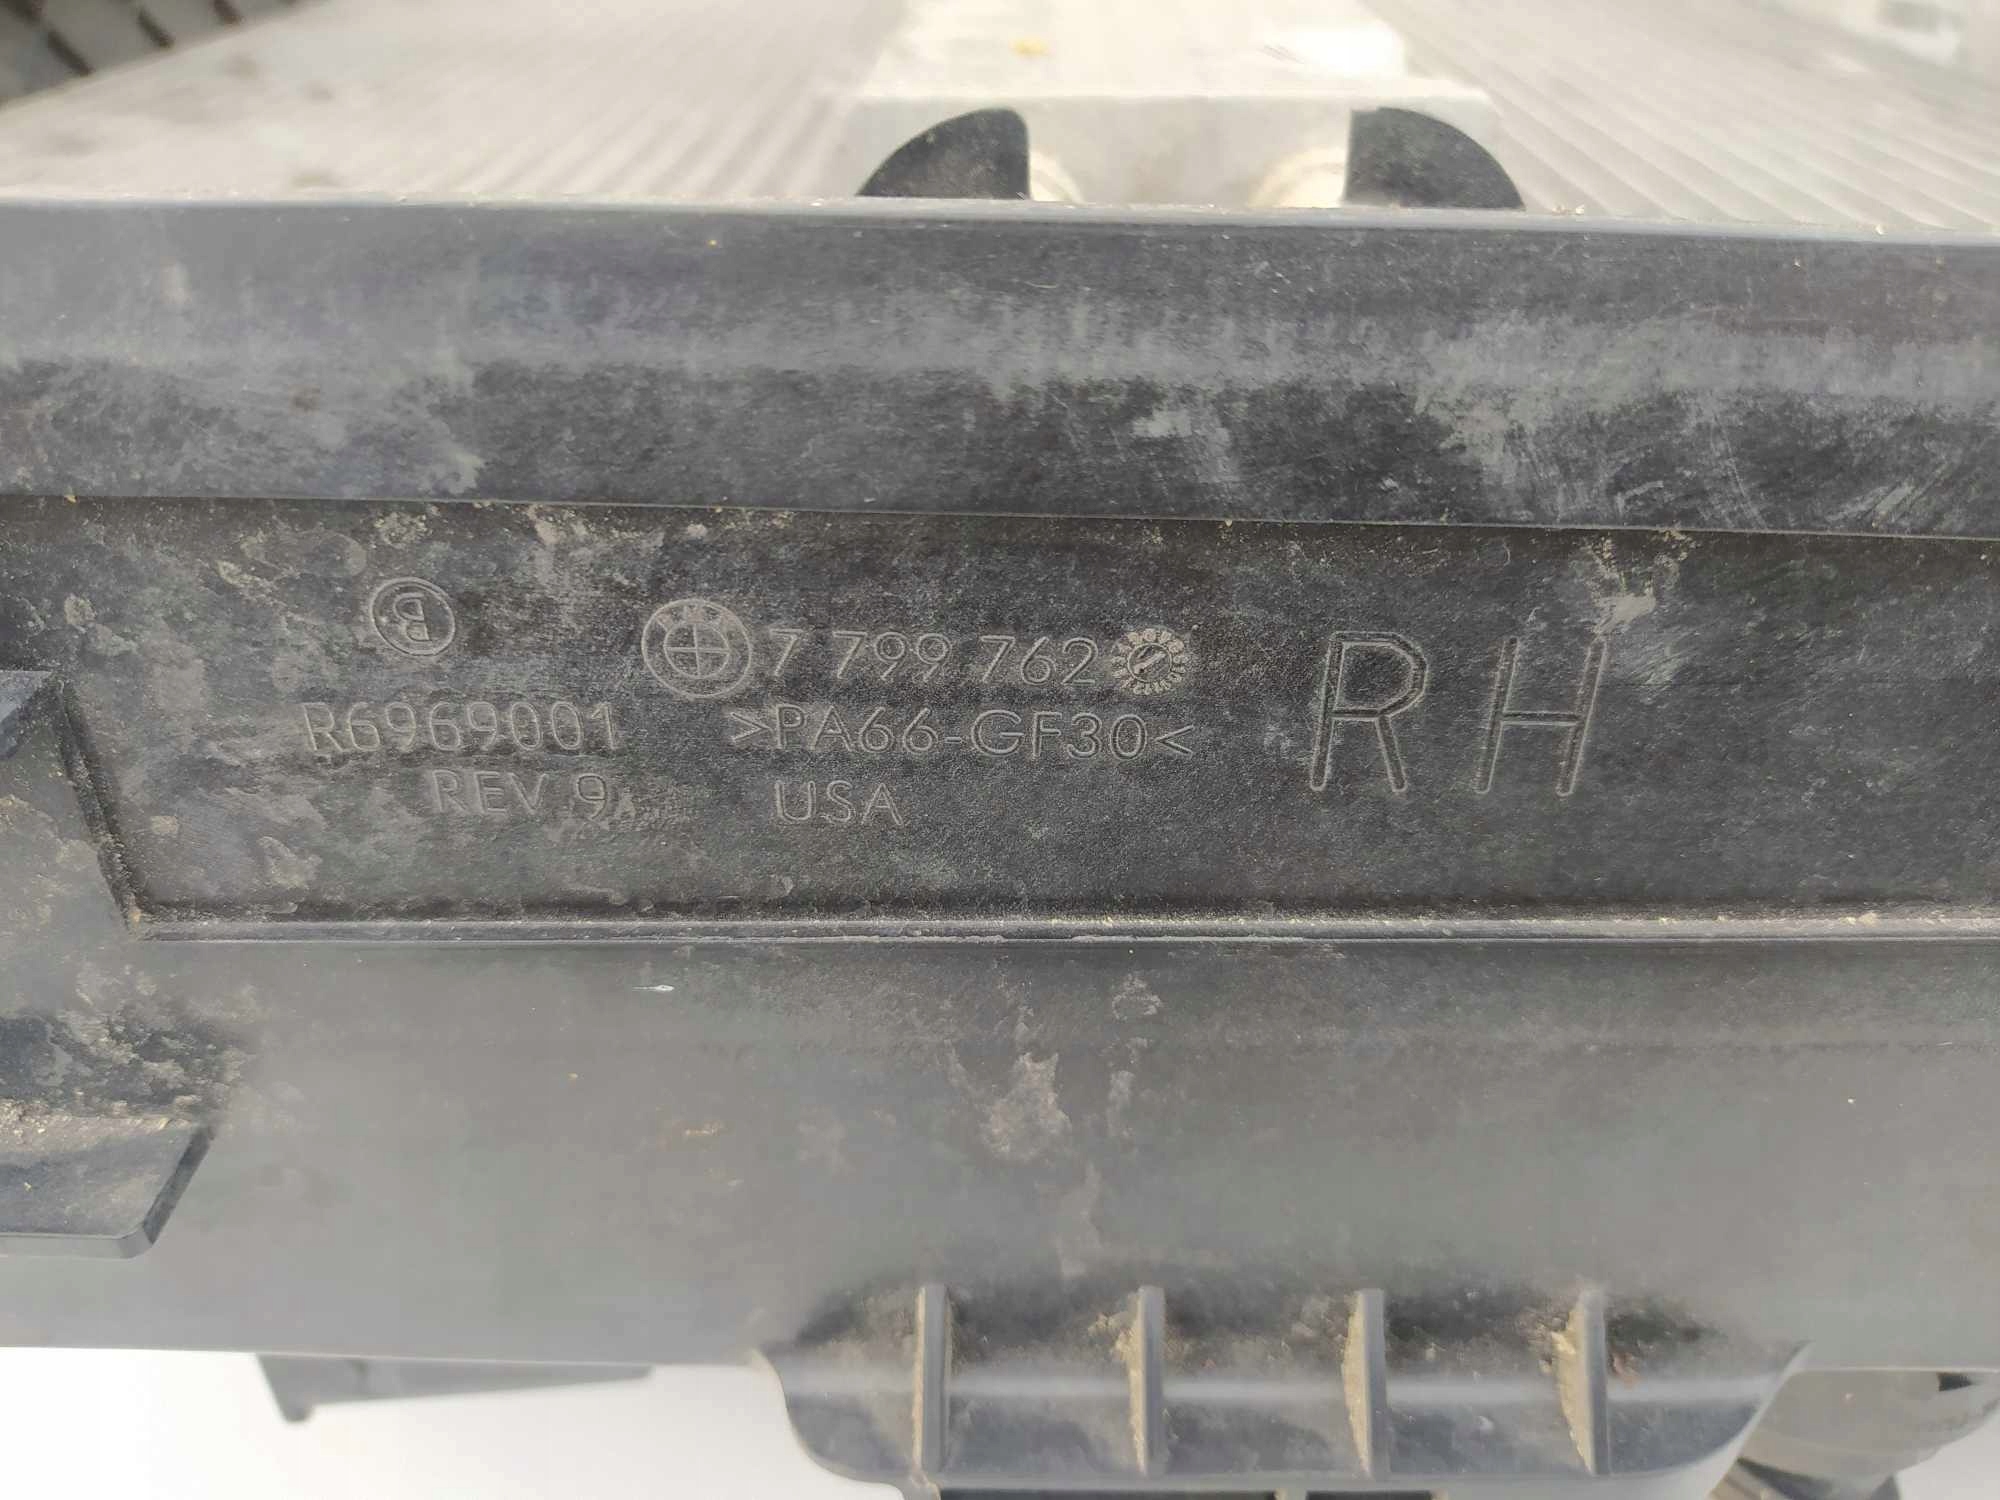 B
7 799 762
RH
R6969001
>PA66-GF30<
REV 9
USA